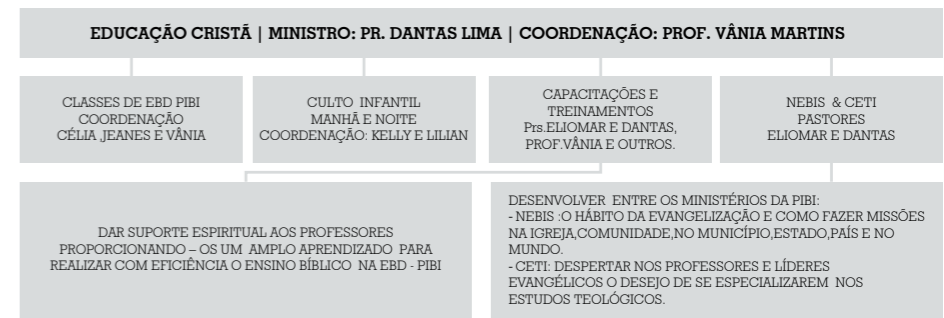 EDUCAÇÃO CRISTÃ | MINISTRO: PR. DANTAS LIMA | COORDENAÇÃO: PROF. VÂNIA MARTINS
CLASSES DE EBD PIBI
COORDENAÇÃO
CÉLIA ,JEANES E VÂNIA
CULTO INFANTIL
MANHÃ E NOITE
COORDENAÇÃO: KELLY E LILIAN
CAPACITAÇÕES E
TREINAMENTOS
Prs.ELIOMAR E DANTAS,
PROF.VÂNIA E OUTROS.
NEBIS & CETI
PASTORES
ELIOMAR E DANTAS
DAR SUPORTE ESPIRITUAL AOS PROFESSORES
PROPORCIONANDO – OS UM AMPLO APRENDIZADO PARA
REALIZAR COM EFICIÊNCIA O ENSINO BÍBLICO NA EBD - PIBI
DESENVOLVER ENTRE OS MINISTÉRIOS DA PIBI:
- NEBIS :O HÁBITO DA EVANGELIZAÇÃO E COMO FAZER MISSÕES
NA IGREJA,COMUNIDADE,NO MUNICÍPIO,ESTADO,PAÍS E NO
MUNDO.
- CETI: DESPERTAR NOS PROFESSORES E LÍDERES
EVANGÉLICOS O DESEJO DE SE ESPECIALIZAREM NOS
ESTUDOS TEOLÓGICOS.